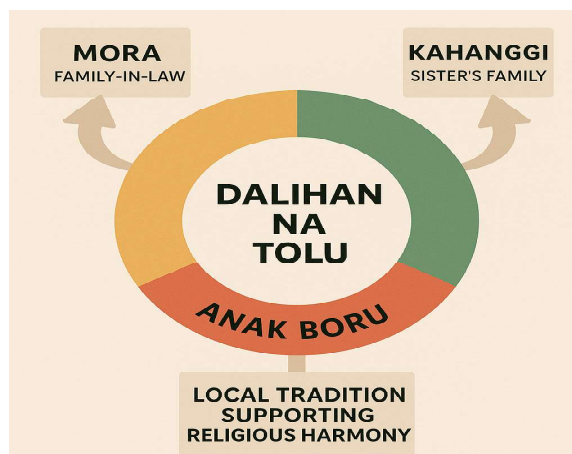 MORA
FAMILY-IN-LAW
KAHANGGI
SISTER'S FAMILY
DALIHAN
NA
TOLU
ANAK BORU
LOCAL TRADITION
SUPPORTING
RELIGIOUS HARMONY